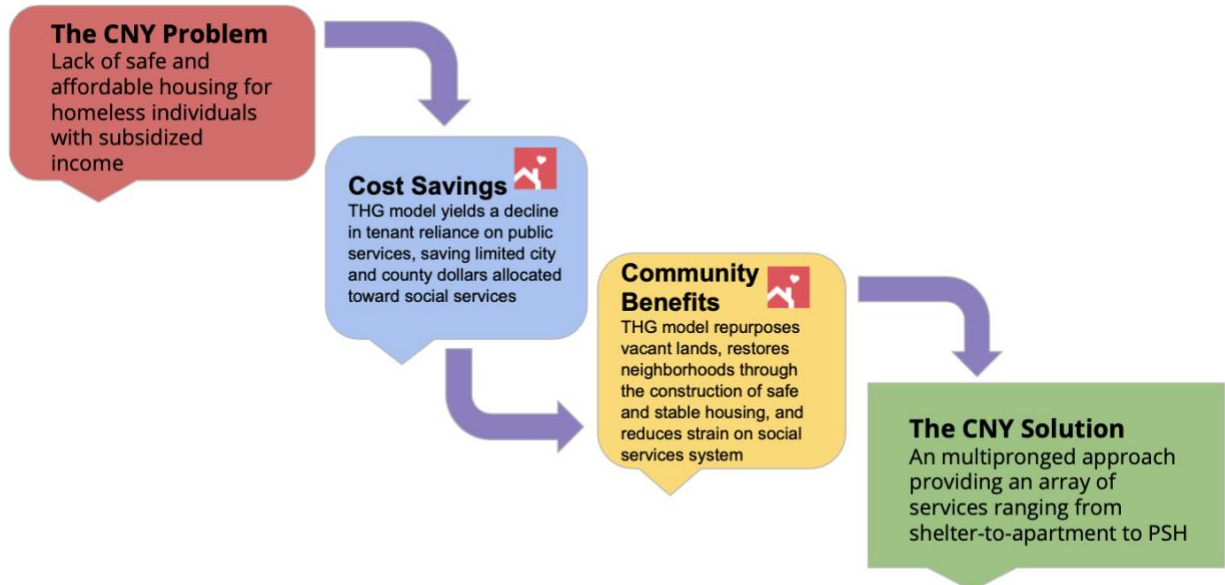 The CNY Problem
Lack of safe and
affordable housing for
homeless individuals
with subsidized
income
Cost Savings
THG model yields a decline
in tenant reliance on public
services, saving limited city
and county dollars allocated
toward social services
Community
Benefits
THG model repurposes
vacant lands, restores
neighborhoods through
the construction of safe
and stable housing, and
reduces strain on social
services system
The CNY Solution
An multipronged approach
providing an array of
services ranging from
shelter-to-apartment to PSH